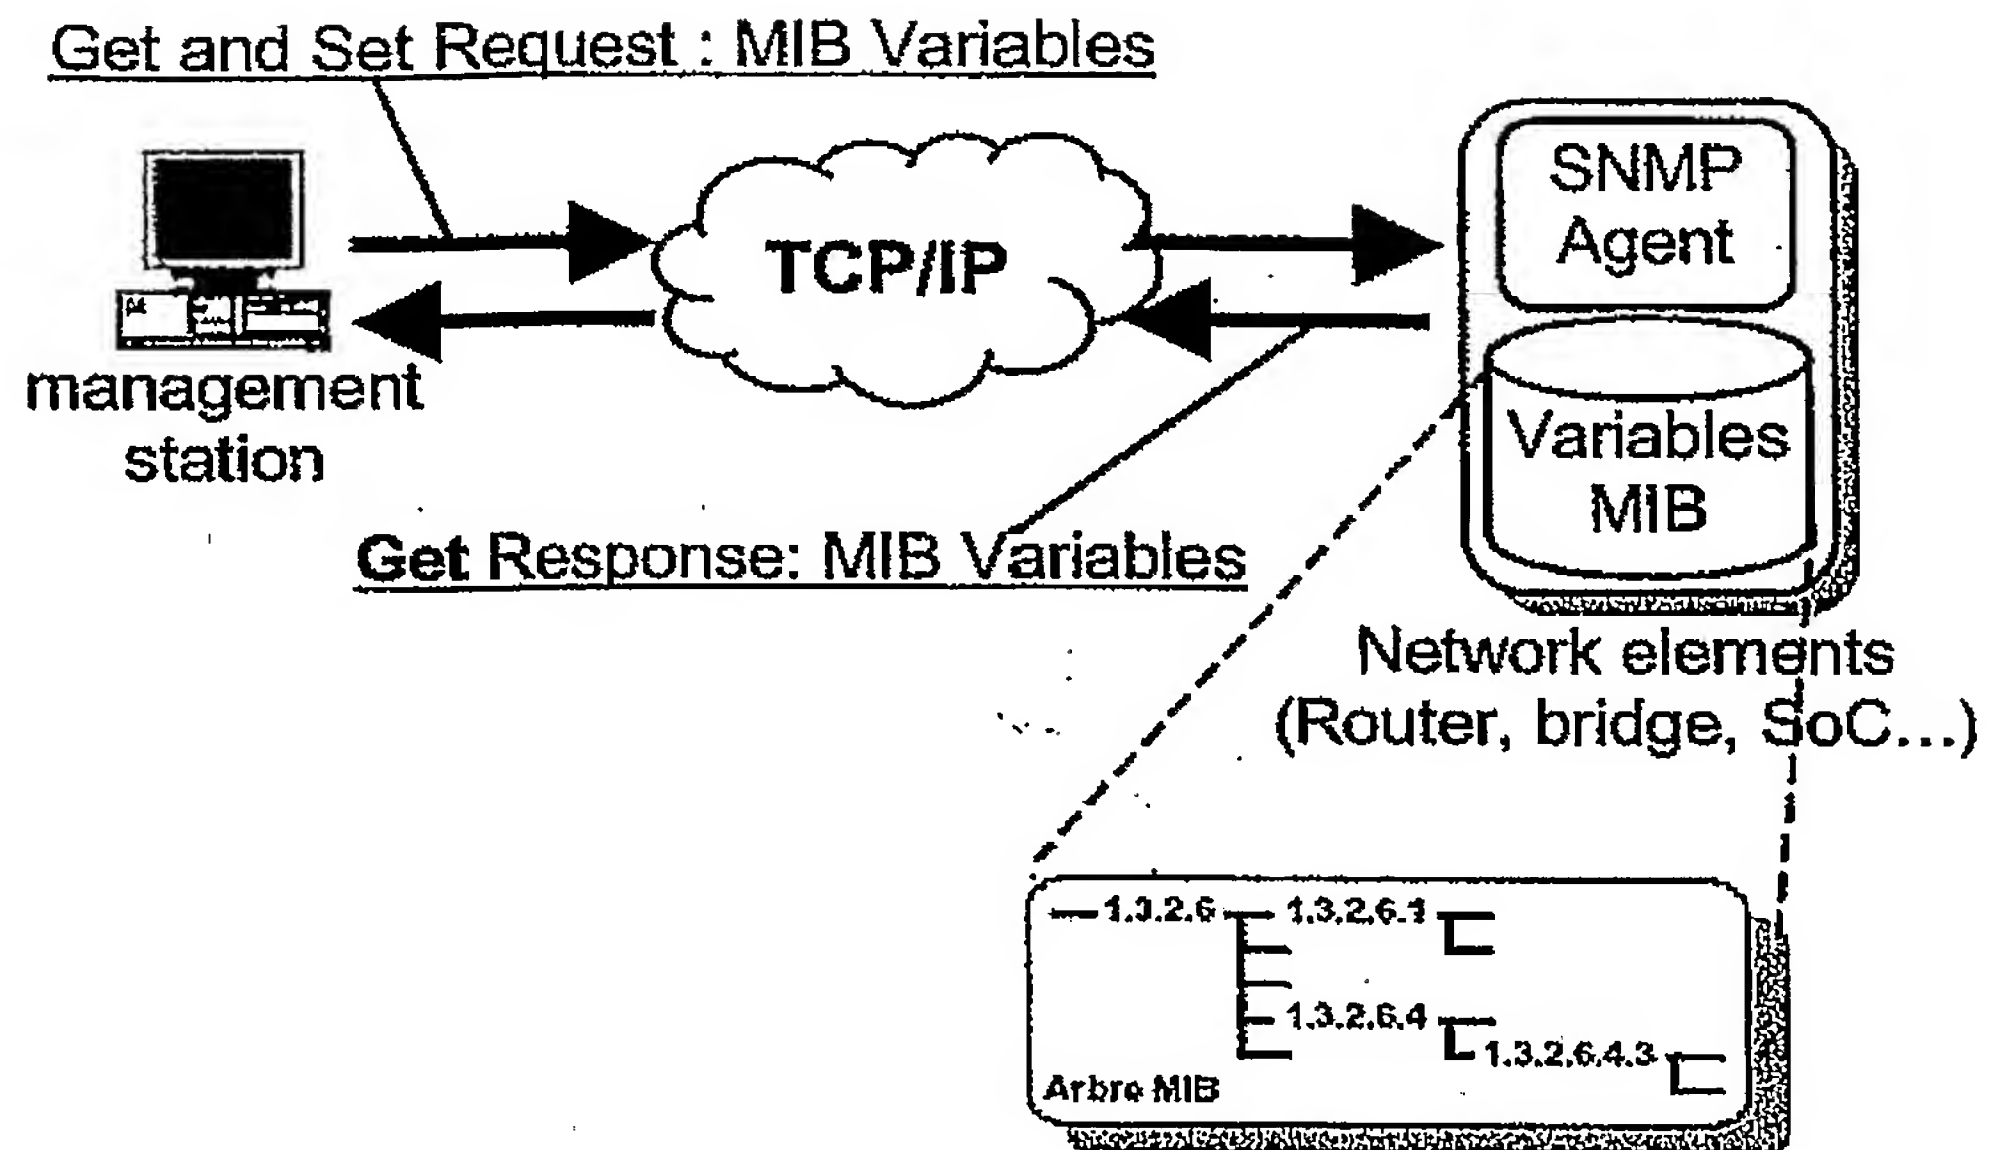 Get and Set Request : MIB Variables
SNMP
Agent
TCP/IP
management
station
Variables
MIB
Get Response: MIB Variables
Network elements
(Router, bridge, SoC...)
1.3.2.6 1.3.2.6.1
1.3.2.6.4
1.3.2.6.4.3
Arbre MIB